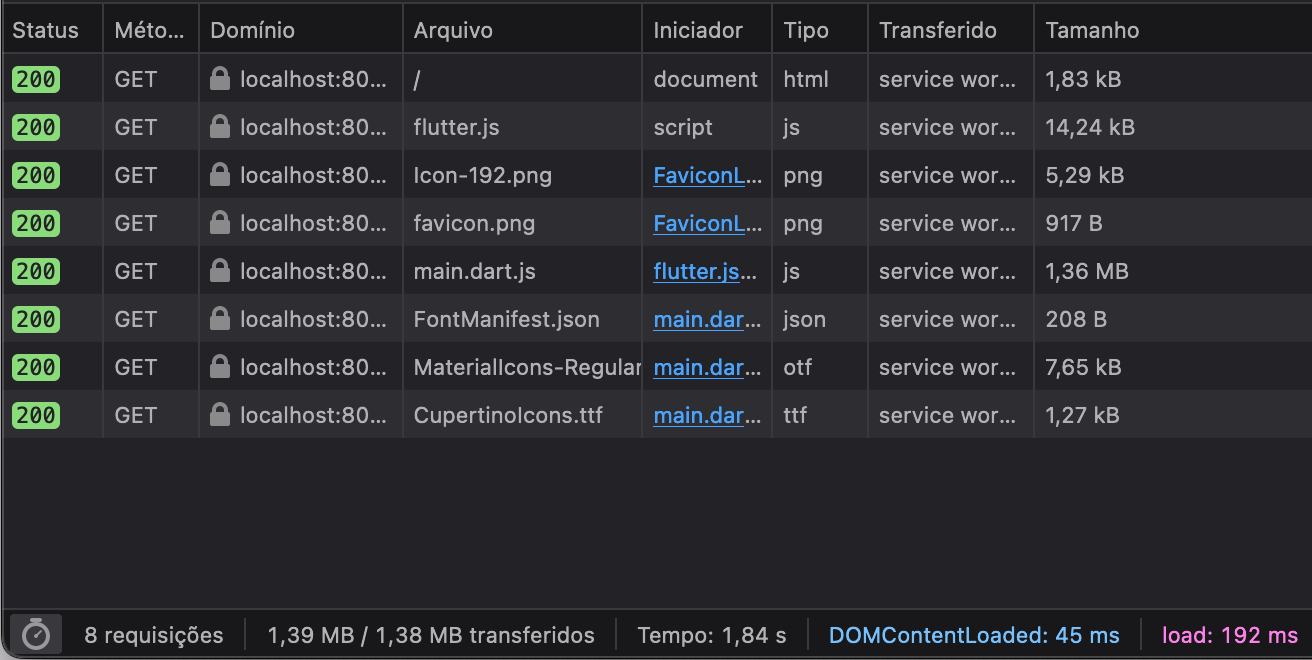 Status Méto... Domínio Arquivo Iniciador Tipo Transferido Tamanho
200 GET localhost:80... / document html service wor... 1,83 kB
200 GET localhost:80... flutter.js script js service wor... 14,24 kB
200 GET localhost:80... Icon-192.png FaviconL... png service wor... 5,29 kB
200 GET localhost:80... favicon.png FaviconL... png service wor... 917 B
200 GET localhost:80... main.dart.js flutter.js... js service wor... 1,36 MB
200 GET localhost:80... FontManifest.json main.dar... json service wor... 208 B
200 GET localhost:80... MaterialIcons-Regular main.dar... otf service wor... 7,65 kB
200 GET localhost:80... CupertinoIcons.ttf main.dar... ttf service wor... 1,27 kB
8 requisições 1,39 MB / 1,38 MB transferidos Tempo: 1,84 s DOMContentLoaded: 45 ms load: 192 ms